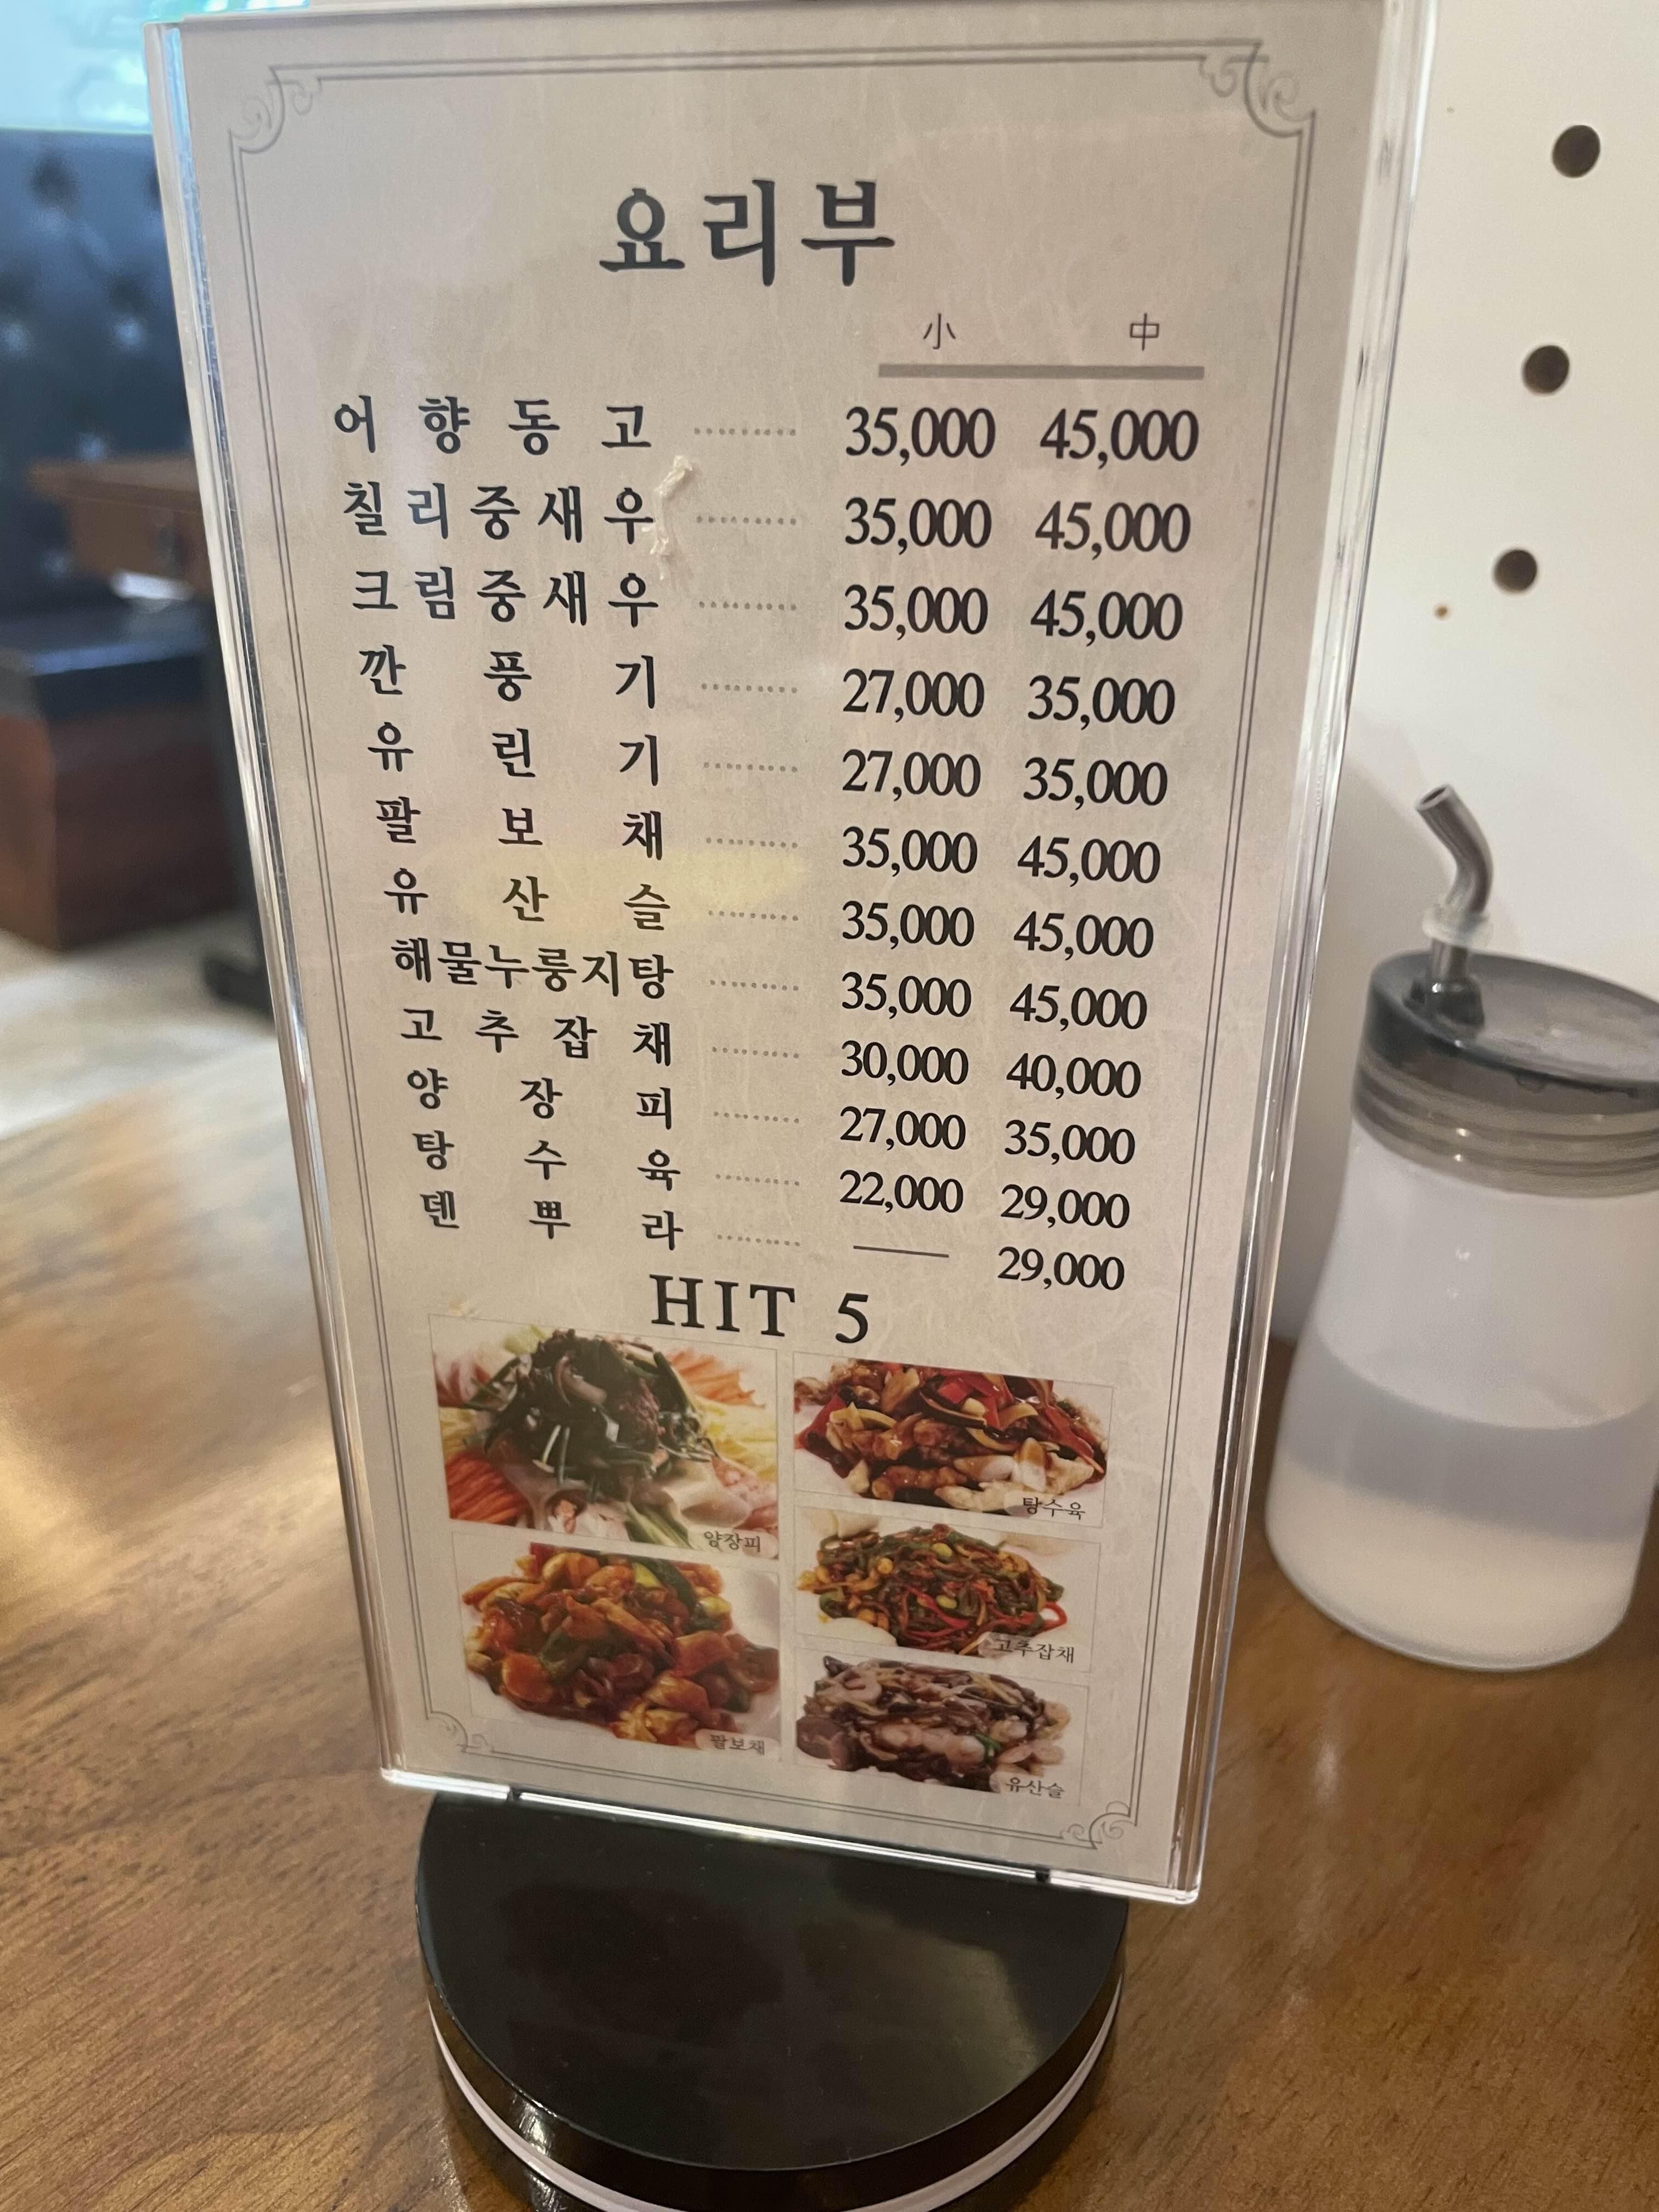 요리부
小 中
어향동고 ········· 35,000 45,000
칠리중새우 ········· 35,000 45,000
크림중새우 ········· 35,000 45,000
깐풍기 ········· 27,000 35,000
유린기 ········· 27,000 35,000
팔보채 ········· 35,000 45,000
유산슬 ········· 35,000 45,000
해물누룽지탕 ········· 35,000 45,000
고추잡채 ········· 30,000 40,000
양장피 ········· 27,000 35,000
탕수육 ········· 22,000 29,000
덴뿌라 ········· — 29,000
HIT 5
양장피
탕수육
고추잡채
팔보채
유산슬